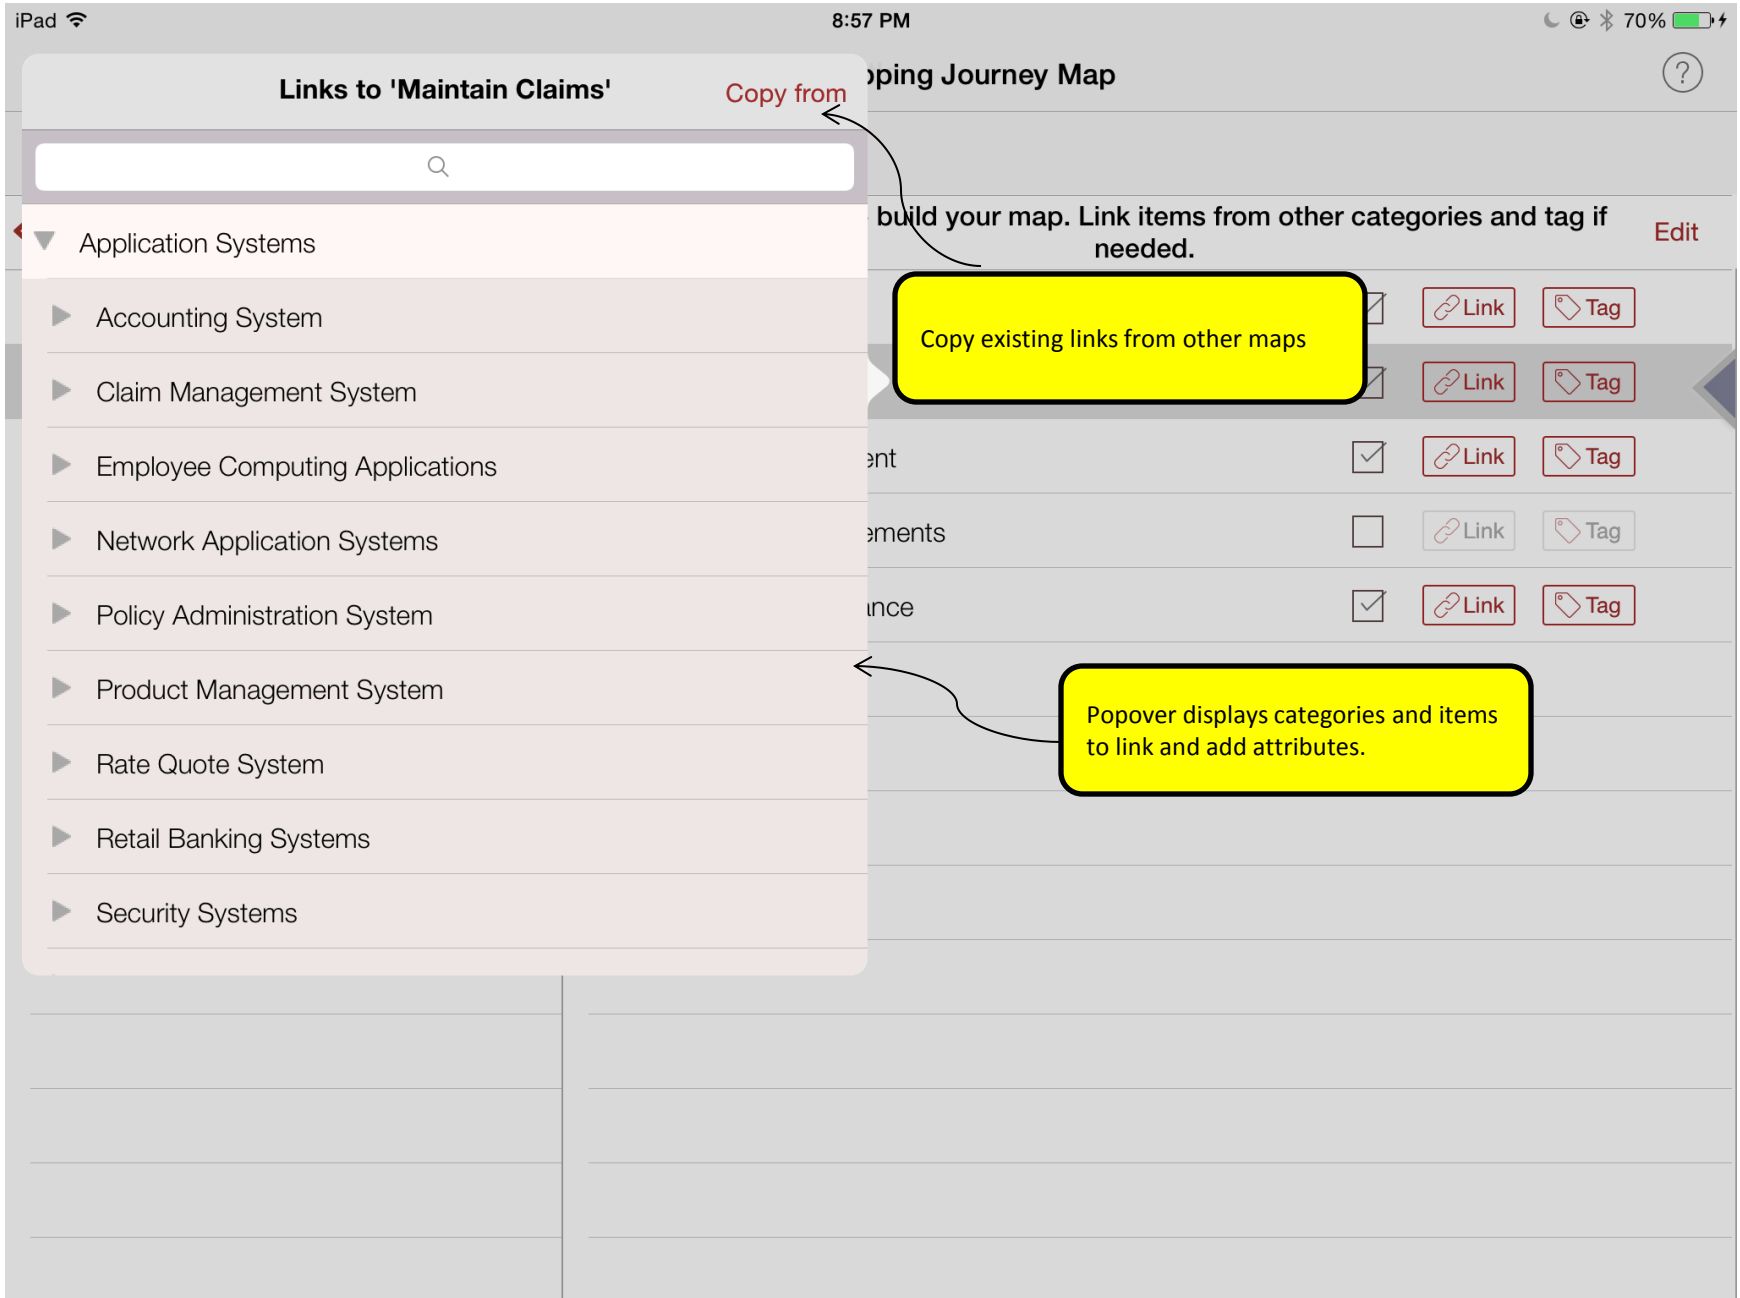 iPad
8:57 PM
70%
Links to 'Maintain Claims'
Copy from
pping Journey Map
?
build your map. Link items from other categories and tag if
needed.
Edit
Application Systems
Accounting System
Claim Management System
Employee Computing Applications
Network Application Systems
Policy Administration System
Product Management System
Rate Quote System
Retail Banking Systems
Security Systems
Copy existing links from other maps
Link Tag
Link Tag
ent
Link Tag
ements
Link Tag
ance
Link Tag
Popover displays categories and items
to link and add attributes.